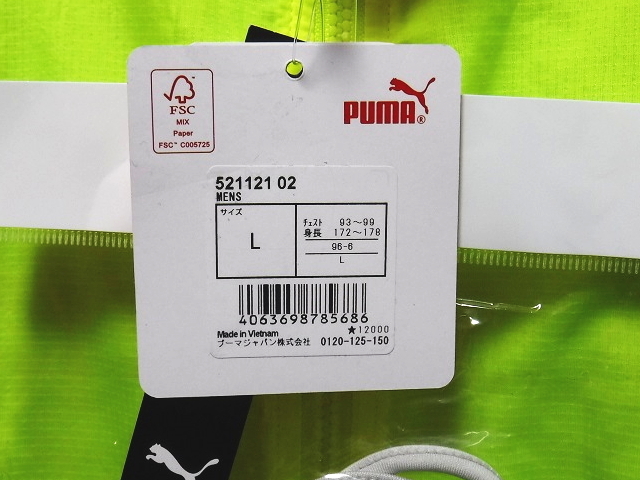 FSC
MIX
Paper
FSC™ C005725
PUMA®
521121 02
MENS
サイズ
L
チェスト 93～99
身長 172～178
96-6
L
4063698785686
★12000
Made in Vietnam
プーマジャパン株式会社 0120-125-150